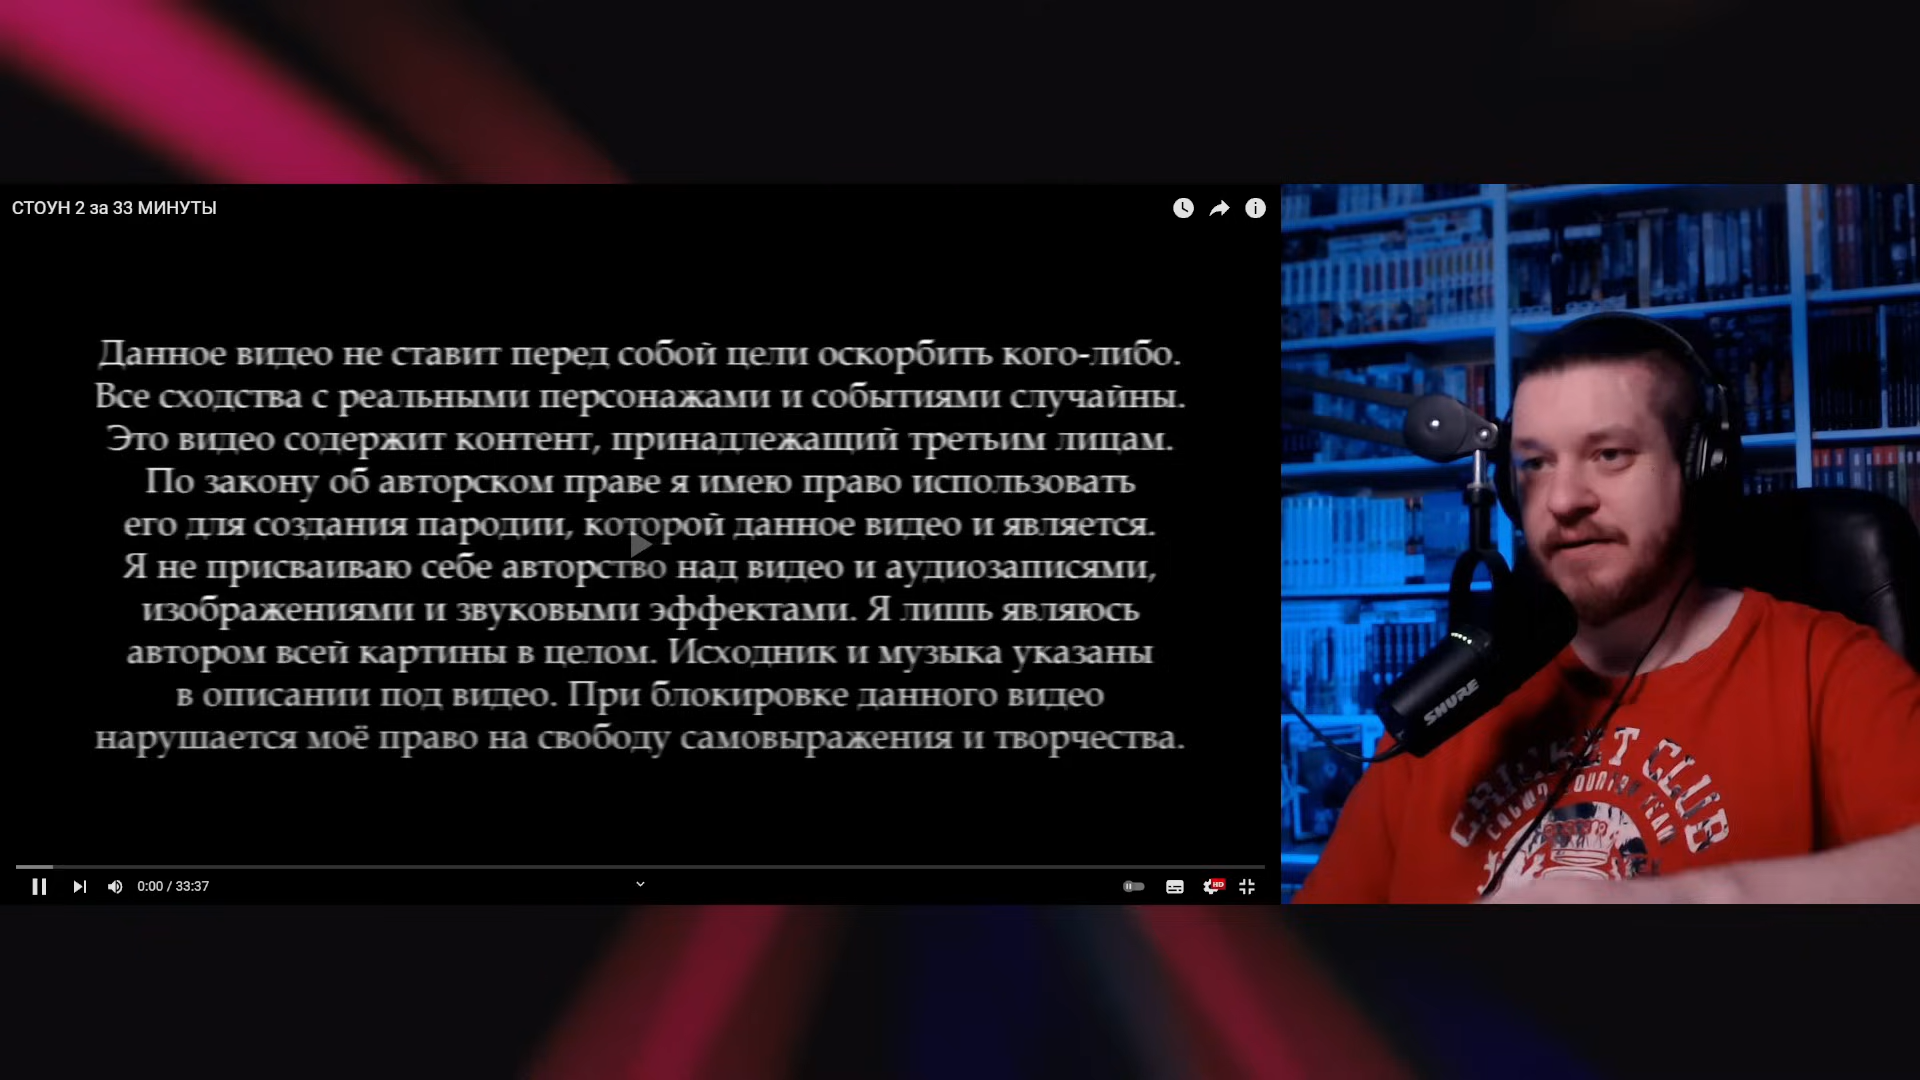 СТОУН 2 за 33 МИНУТЫ
Данное видео не ставит перед собой цели оскорбить кого-либо.
Все сходства с реальными персонажами и событиями случайны.
Это видео содержит контент, принадлежащий третьим лицам.
По закону об авторском праве я имею право использовать
его для создания пародии, которой данное видео и является.
Я не присваиваю себе авторство над видео и аудиозаписями,
изображениями и звуковыми эффектами. Я лишь являюсь
автором всей картины в целом. Исходник и музыка указаны
в описании под видео. При блокировке данного видео
нарушается моё право на свободу самовыражения и творчества.
0:00 / 33:37
HD
SHURE
CRICKET CLUB
COUNTRY TEAM